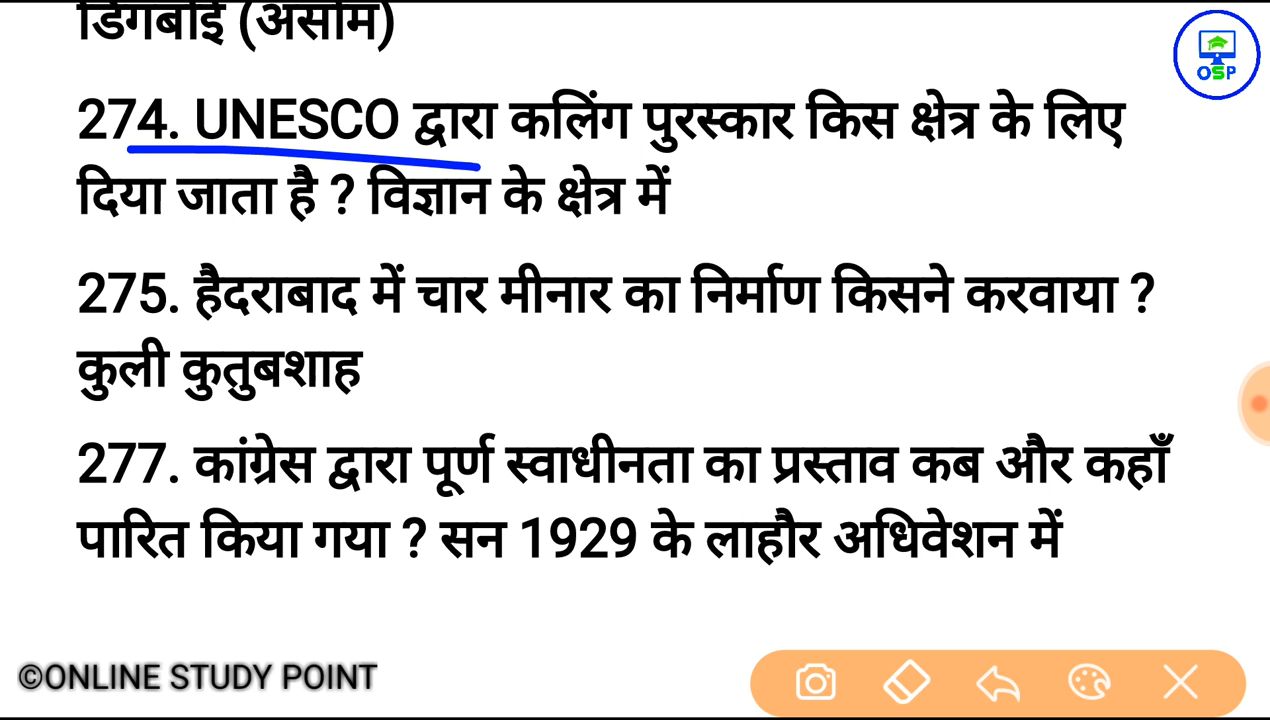 डिगबोई (असोम)
OSP
274. UNESCO द्वारा कलिंग पुरस्कार किस क्षेत्र के लिए
दिया जाता है ? विज्ञान के क्षेत्र में
275. हैदराबाद में चार मीनार का निर्माण किसने करवाया ?
कुली कुतुबशाह
277. कांग्रेस द्वारा पूर्ण स्वाधीनता का प्रस्ताव कब और कहाँ
पारित किया गया ? सन 1929 के लाहौर अधिवेशन में
©ONLINE STUDY POINT